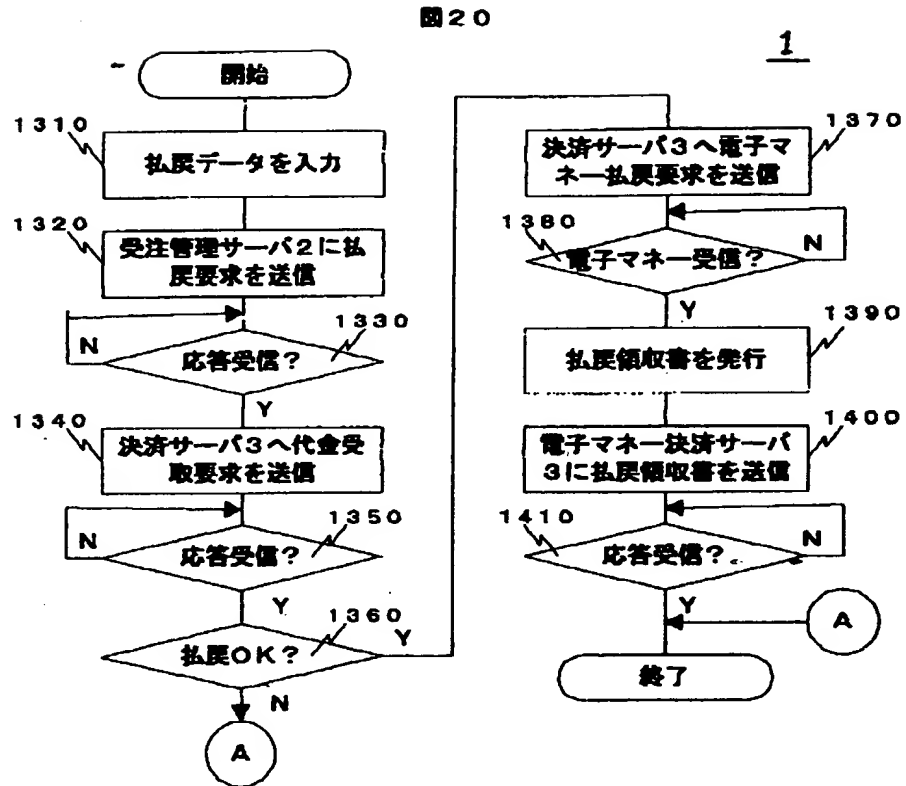 図20
1
開始
1310
払戻データを入力
1320
受注管理サーバ2に払
戻要求を送信
1330
N
応答受信?
Y
1340
決済サーバ3へ代金受
取要求を送信
1350
N
応答受信?
Y
1360
払戻OK?
Y
N
A
1370
決済サーバ3へ電子マ
ネー払戻要求を送信
1380
電子マネー受信?
N
Y
1390
払戻領収書を発行
1400
電子マネー決済サーバ
3に払戻領収書を送信
1410
応答受信?
N
Y
A
終了